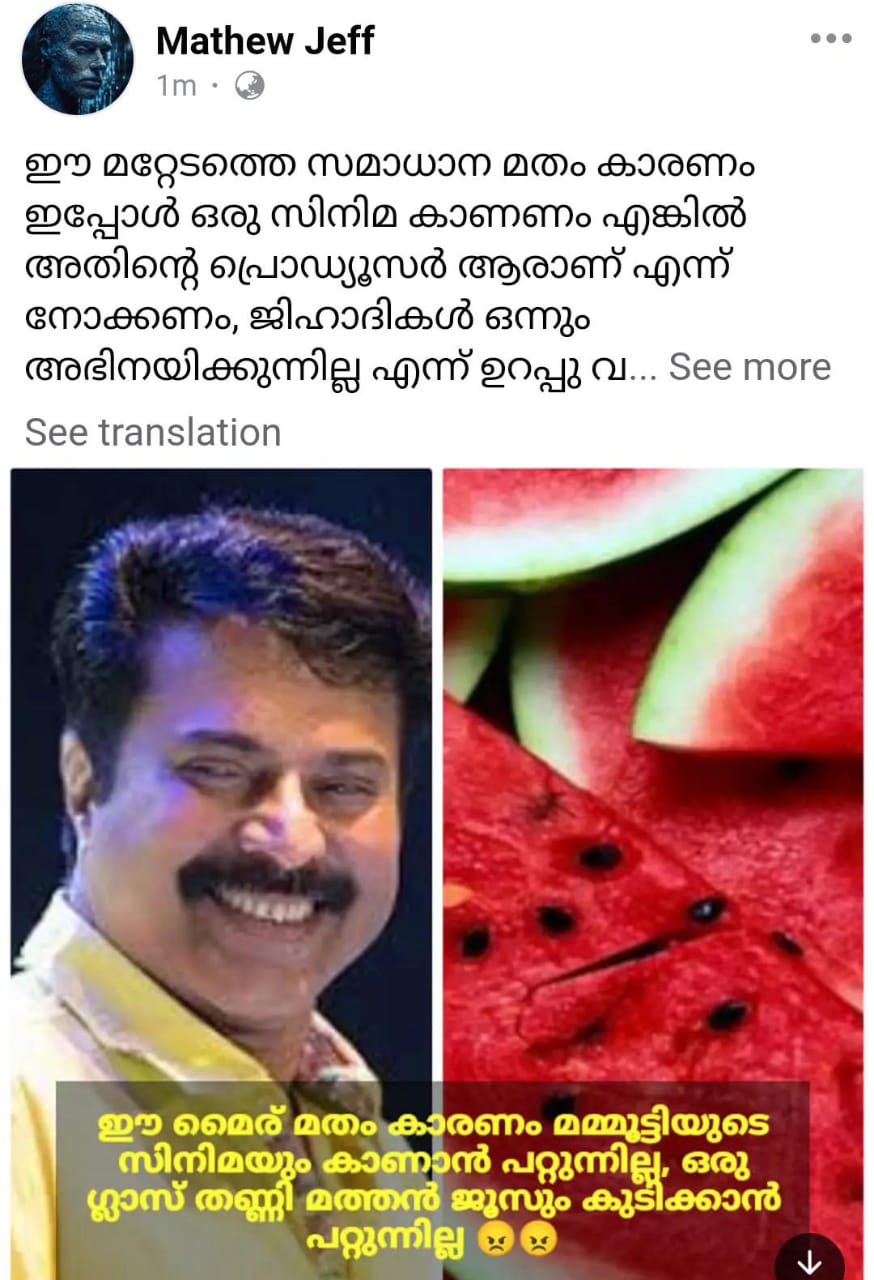 Mathew Jeff
1m
ഈ മറ്റേടത്തെ സമാധാന മതം കാരണം
ഇപ്പോൾ ഒരു സിനിമ കാണണം എങ്കിൽ
അതിന്റെ പ്രൊഡ്യൂസർ ആരാണ് എന്ന്
നോക്കണം, ജിഹാദികൾ ഒന്നും
അഭിനയിക്കുന്നില്ല എന്ന് ഉറപ്പു വ... See more
See translation
ഈ മൈര് മതം കാരണം മമ്മൂട്ടിയുടെ
സിനിമയും കാണാൻ പറ്റുന്നില്ല, ഒരു
ഗ്ലാസ് തണ്ണി മത്തൻ ജൂസും കുടിക്കാൻ
പറ്റുന്നില്ല 😠😠